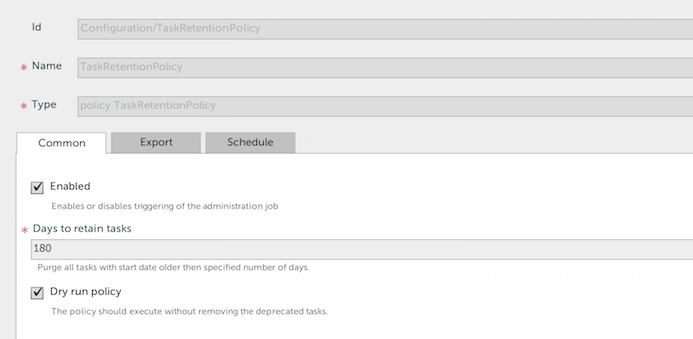 Id Configuration/TaskRetentionPolicy
* Name TaskRetentionPolicy
* Type policy.TaskRetentionPolicy
Common Export Schedule
Enabled
Enables or disables triggering of the administration job
* Days to retain tasks
180
Purge all tasks with start date older then specified number of days.
Dry run policy
The policy should execute without removing the deprecated tasks.